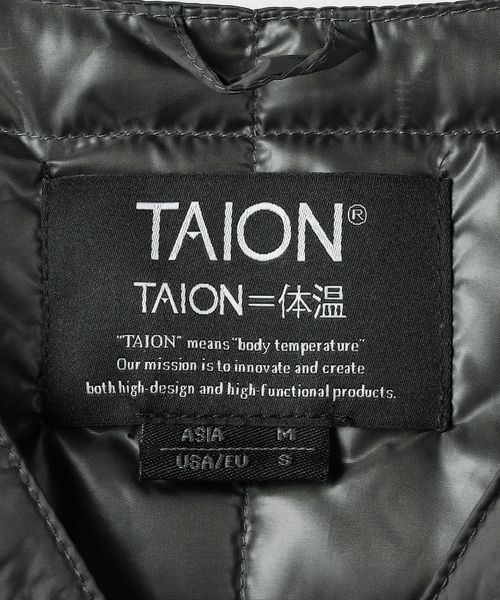 TAION®
TAION=体温
"TAION" means "body temperature"
Our mission is to innovate and create
both high-design and high-functional products.
ASIA M
USA/EU S